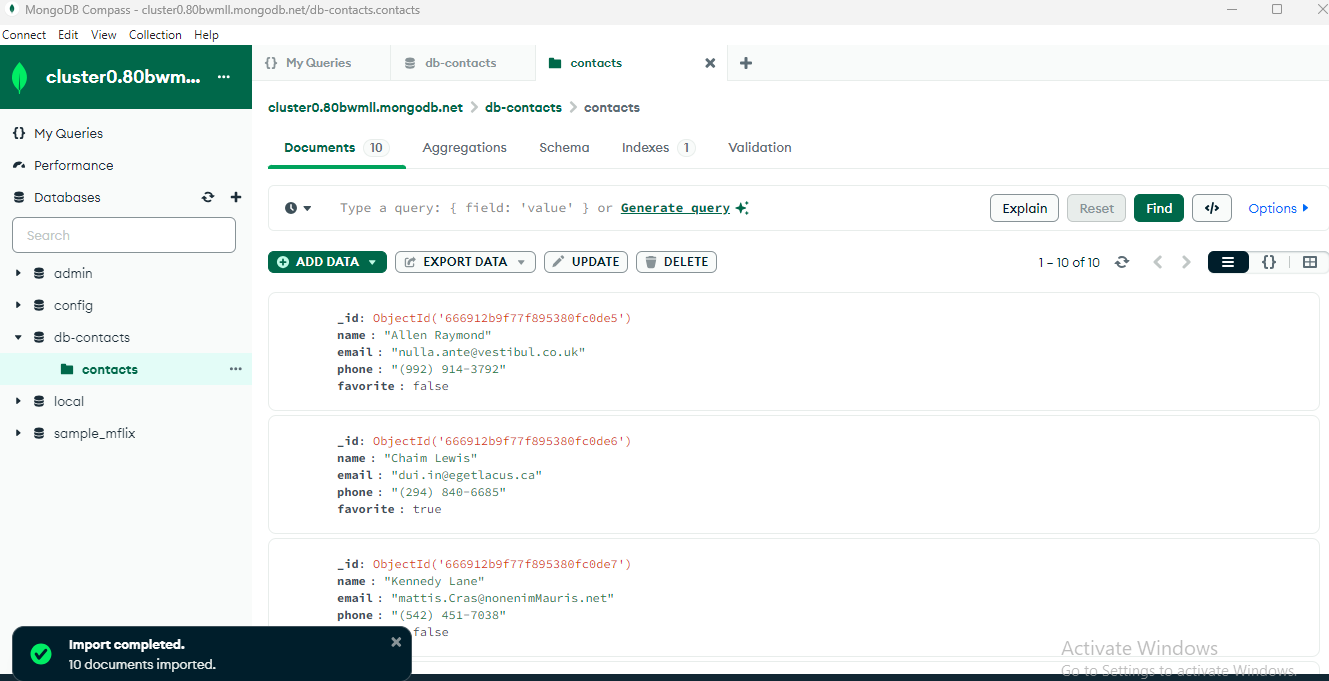 MongoDB Compass - cluster0.80bwmll.mongodb.net/db-contacts.contacts
Connect Edit View Collection Help
cluster0.80bwm... ...
{} My Queries
db-contacts
contacts
cluster0.80bwmll.mongodb.net > db-contacts > contacts
{} My Queries
Performance
Databases
Search
admin
config
db-contacts
contacts ...
local
sample_mflix
Documents 10 Aggregations Schema Indexes 1 Validation
Type a query: { field: 'value' } or Generate query
Explain Reset Find </> Options
ADD DATA EXPORT DATA UPDATE DELETE
1 – 10 of 10
{}
_id: ObjectId('666912b9f77f895380fc0de5')
name : "Allen Raymond"
email : "nulla.ante@vestibul.co.uk"
phone : "(992) 914-3792"
favorite : false
_id: ObjectId('666912b9f77f895380fc0de6')
name : "Chaim Lewis"
email : "dui.in@egetlacus.ca"
phone : "(294) 840-6685"
favorite : true
_id: ObjectId('666912b9f77f895380fc0de7')
name : "Kennedy Lane"
email : "mattis.Cras@nonenimMauris.net"
phone : "(542) 451-7038"
false
Import completed.
10 documents imported.
Activate Windows
Go to Settings to activate Windows.